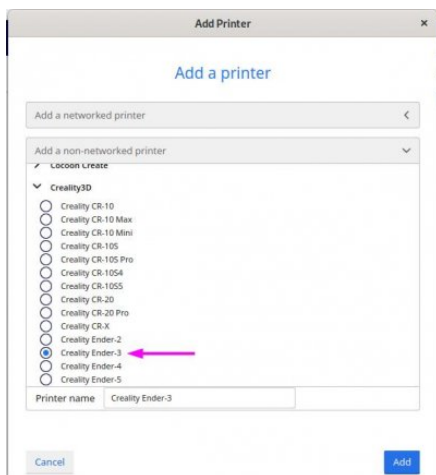 Add Printer
Add a printer
Add a networked printer
Add a non-networked printer
Cocoon Create
Creality3D
Creality CR-10
Creality CR-10 Max
Creality CR-10 Mini
Creality CR-10S
Creality CR-10S Pro
Creality CR-10S4
Creality CR-10S5
Creality CR-20
Creality CR-20 Pro
Creality CR-X
Creality Ender-2
Creality Ender-3
Creality Ender-4
Creality Ender-5
Printer name Creality Ender-3
Cancel Add